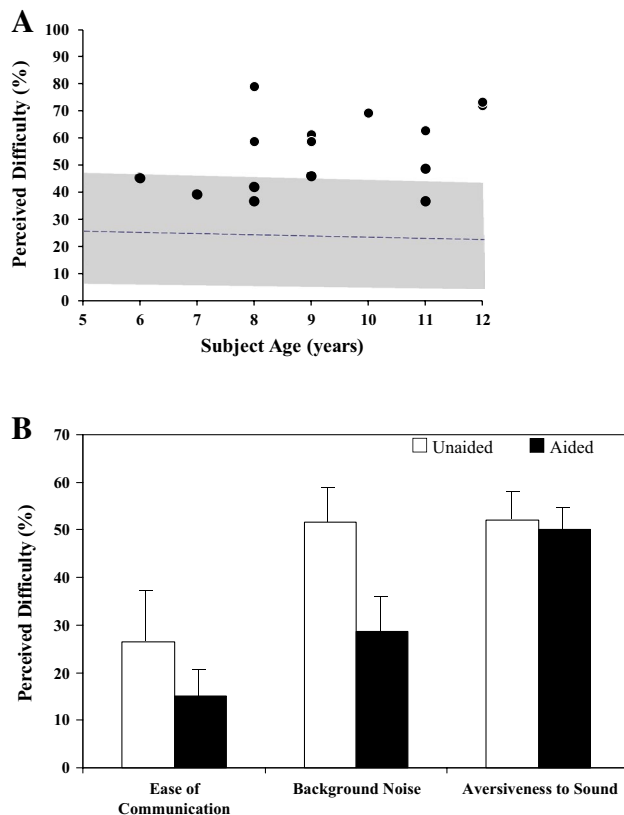 A
Perceived Difficulty (%)
100
90
80
70
60
50
40
30
20
10
0
5 6 7 8 9 10 11 12
Subject Age (years)
B
Perceived Difficulty (%)
70
60
50
40
30
20
10
0
Unaided Aided
Ease of Communication
Background Noise
Aversiveness to Sound